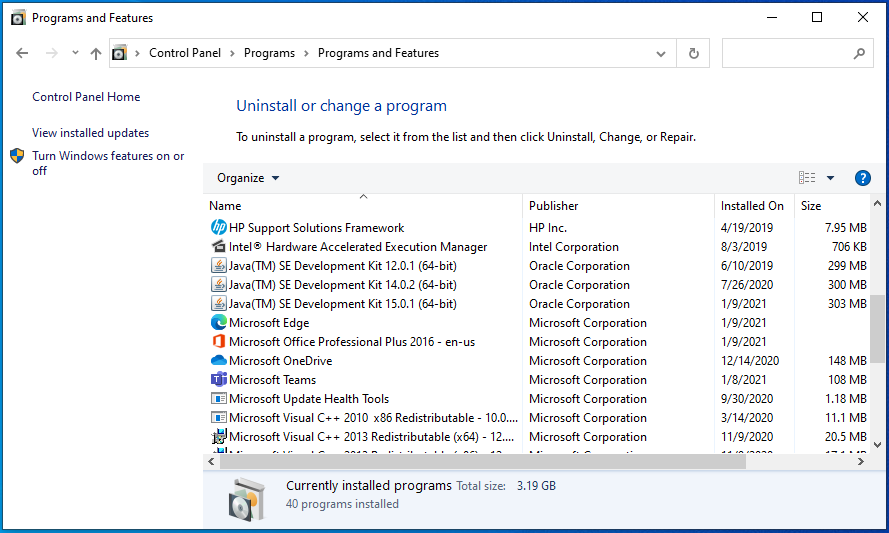 Programs and Features
Control Panel > Programs > Programs and Features
Control Panel Home
View installed updates
Turn Windows features on or
off
Uninstall or change a program
To uninstall a program, select it from the list and then click Uninstall, Change, or Repair.
Organize
Name Publisher Installed On Size
HP Support Solutions Framework HP Inc. 4/19/2019 7.95 MB
Intel® Hardware Accelerated Execution Manager Intel Corporation 8/3/2019 706 KB
Java(TM) SE Development Kit 12.0.1 (64-bit) Oracle Corporation 6/10/2019 299 MB
Java(TM) SE Development Kit 14.0.2 (64-bit) Oracle Corporation 7/26/2020 300 MB
Java(TM) SE Development Kit 15.0.1 (64-bit) Oracle Corporation 1/9/2021 303 MB
Microsoft Edge Microsoft Corporation 1/9/2021
Microsoft Office Professional Plus 2016 - en-us Microsoft Corporation 1/9/2021
Microsoft OneDrive Microsoft Corporation 12/14/2020 148 MB
Microsoft Teams Microsoft Corporation 1/8/2021 108 MB
Microsoft Update Health Tools Microsoft Corporation 9/30/2020 1.18 MB
Microsoft Visual C++ 2010 x86 Redistributable - 10.0.... Microsoft Corporation 3/14/2020 11.1 MB
Microsoft Visual C++ 2013 Redistributable (x64) - 12.... Microsoft Corporation 11/9/2020 20.5 MB
Currently installed programs Total size: 3.19 GB
40 programs installed